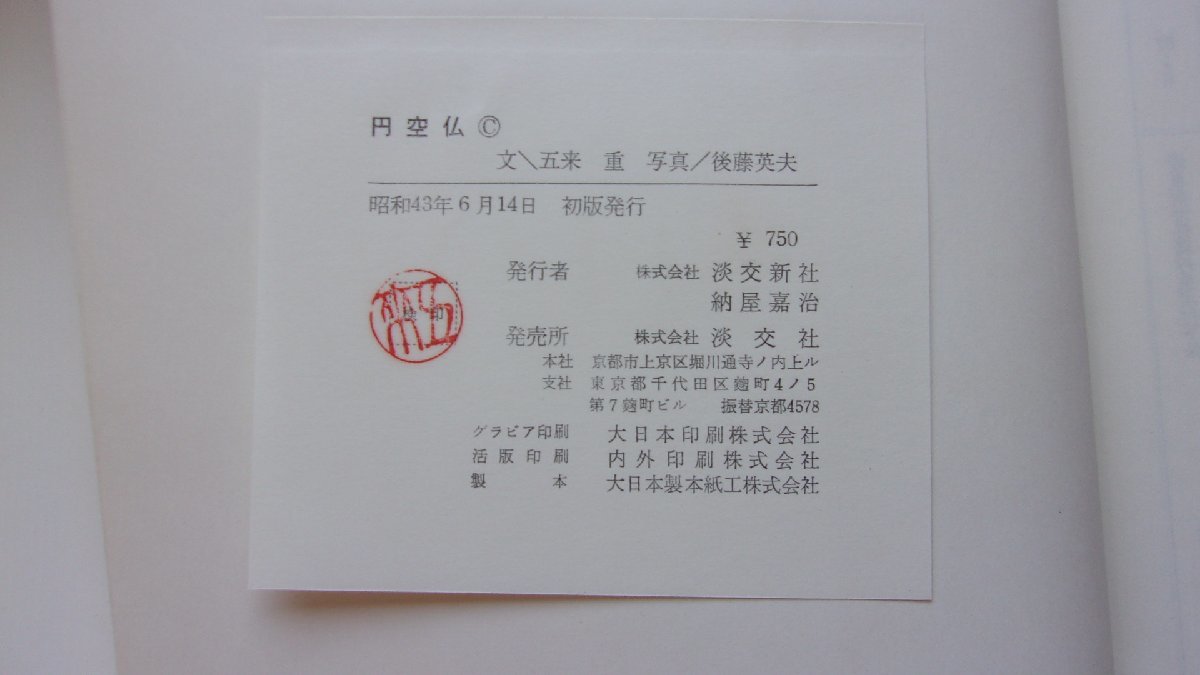 円空仏 ©
文＼五来 重 写真／後藤英夫
昭和43年6月14日 初版発行
¥ 750
発行者 株式会社 淡交新社
納屋嘉治
検印
発売所 株式会社 淡交社
本社 京都市上京区堀川通寺ノ内上ル
支社 東京都千代田区麹町4ノ5
第7麹町ビル 振替京都4578
グラビア印刷 大日本印刷株式会社
活版印刷 内外印刷株式会社
製本 大日本製本紙工株式会社